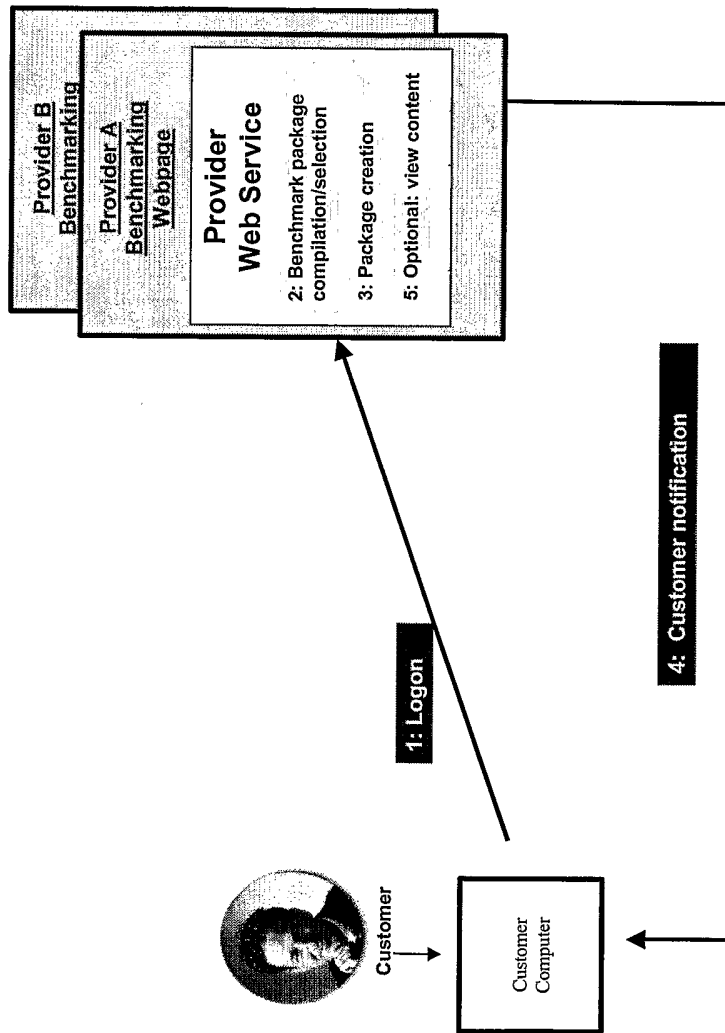 Provider B
Benchmarking
Provider A
Benchmarking
Webpage
Provider
Web Service
2: Benchmark package
compilation/selection
3: Package creation
5: Optional: view content
1: Logon
4: Customer notification
Customer
Customer
Computer